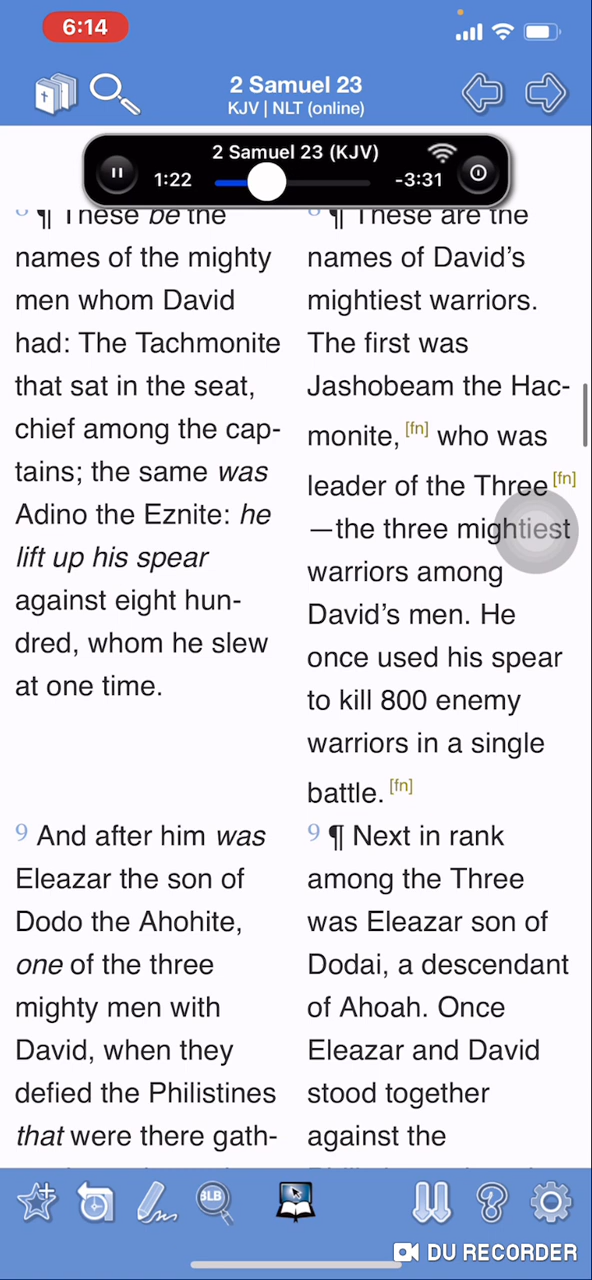 6:14
2 Samuel 23
KJV | NLT (online)
2 Samuel 23 (KJV)
1:22
-3:31
8 ¶ These be the
names of the mighty
men whom David
had: The Tachmonite
that sat in the seat,
chief among the cap-
tains; the same was
Adino the Eznite: he
lift up his spear
against eight hun-
dred, whom he slew
at one time.
9 And after him was
Eleazar the son of
Dodo the Ahohite,
one of the three
mighty men with
David, when they
defied the Philistines
that were there gath-
8 ¶ These are the
names of David’s
mightiest warriors.
The first was
Jashobeam the Hac-
monite, [fn] who was
leader of the Three [fn]
—the three mightiest
warriors among
David’s men. He
once used his spear
to kill 800 enemy
warriors in a single
battle. [fn]
9 ¶ Next in rank
among the Three
was Eleazar son of
Dodai, a descendant
of Ahoah. Once
Eleazar and David
stood together
against the
BLB
DU RECORDER